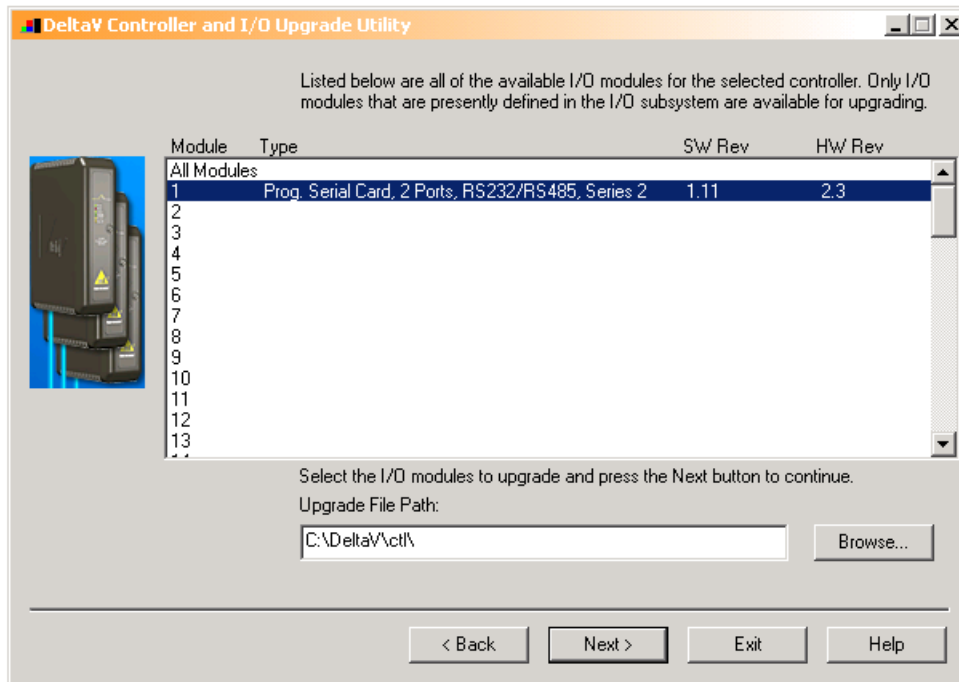 DeltaV Controller and I/O Upgrade Utility
Listed below are all of the available I/O modules for the selected controller. Only I/O
modules that are presently defined in the I/O subsystem are available for upgrading.
Module Type SW Rev HW Rev
All Modules
1 Prog. Serial Card, 2 Ports, RS232/RS485, Series 2 1.11 2.3
2
3
4
5
6
7
8
9
10
11
12
13
Select the I/O modules to upgrade and press the Next button to continue.
Upgrade File Path:
C:\DeltaV\ctl\
Browse...
< Back Next > Exit Help